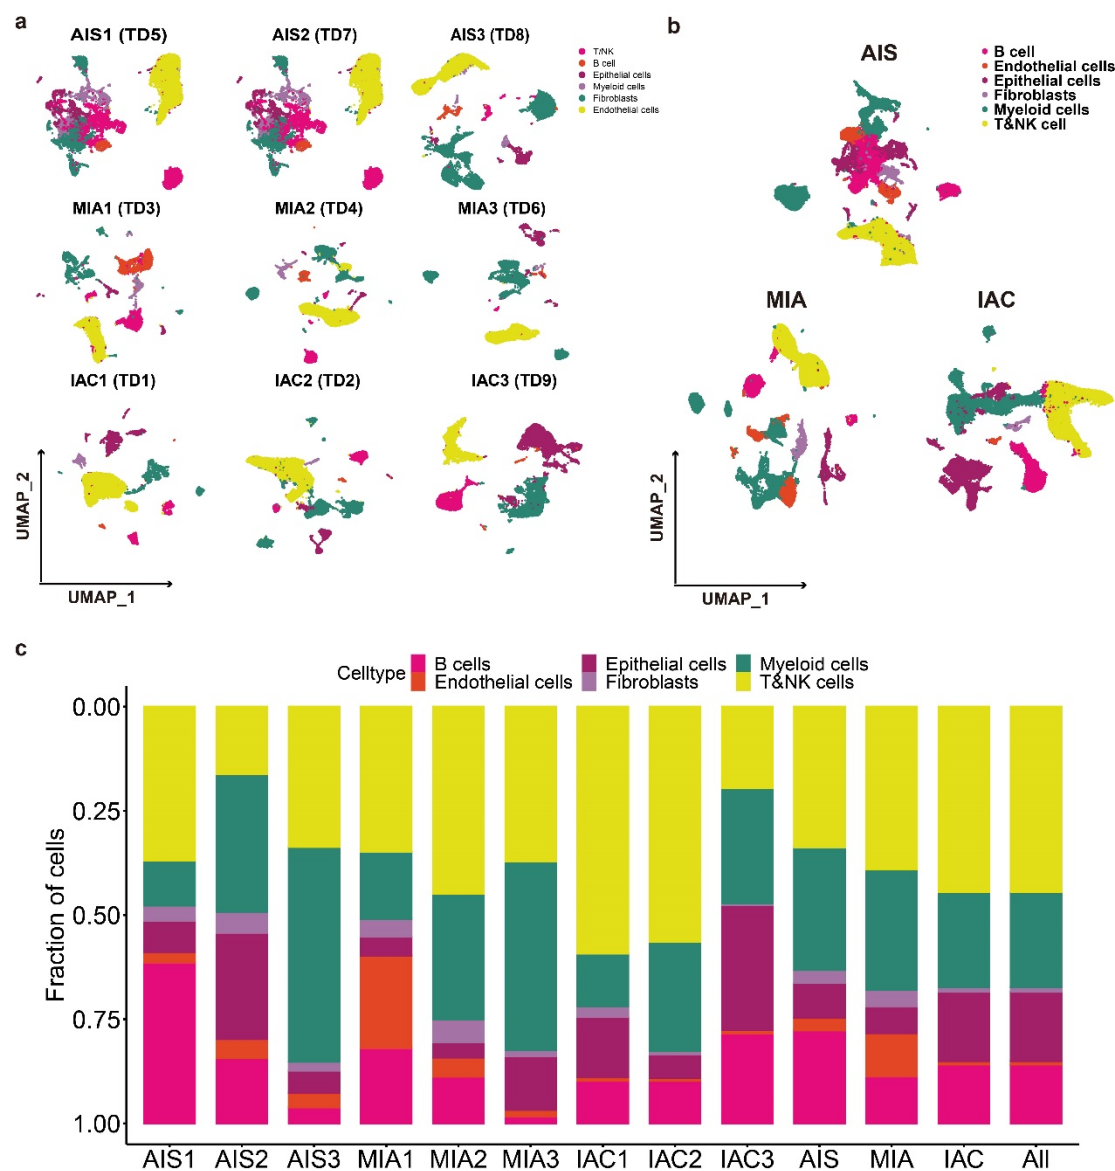 a
AIS1 (TD5)
AIS2 (TD7)
AIS3 (TD8)
T/NK
B cell
Epithelial cells
Myeloid cells
Fibroblasts
Endothelial cells
MIA1 (TD3)
MIA2 (TD4)
MIA3 (TD6)
IAC1 (TD1)
IAC2 (TD2)
IAC3 (TD9)
UMAP_2
UMAP_1
b
AIS
B cell
Endothelial cells
Epithelial cells
Fibroblasts
Myeloid cells
T&NK cell
MIA
IAC
UMAP_2
UMAP_1
c
Celltype
B cells
Endothelial cells
Epithelial cells
Fibroblasts
Myeloid cells
T&NK cells
Fraction of cells
0.00
0.25
0.50
0.75
1.00
AIS1 AIS2 AIS3 MIA1 MIA2 MIA3 IAC1 IAC2 IAC3 AIS MIA IAC All